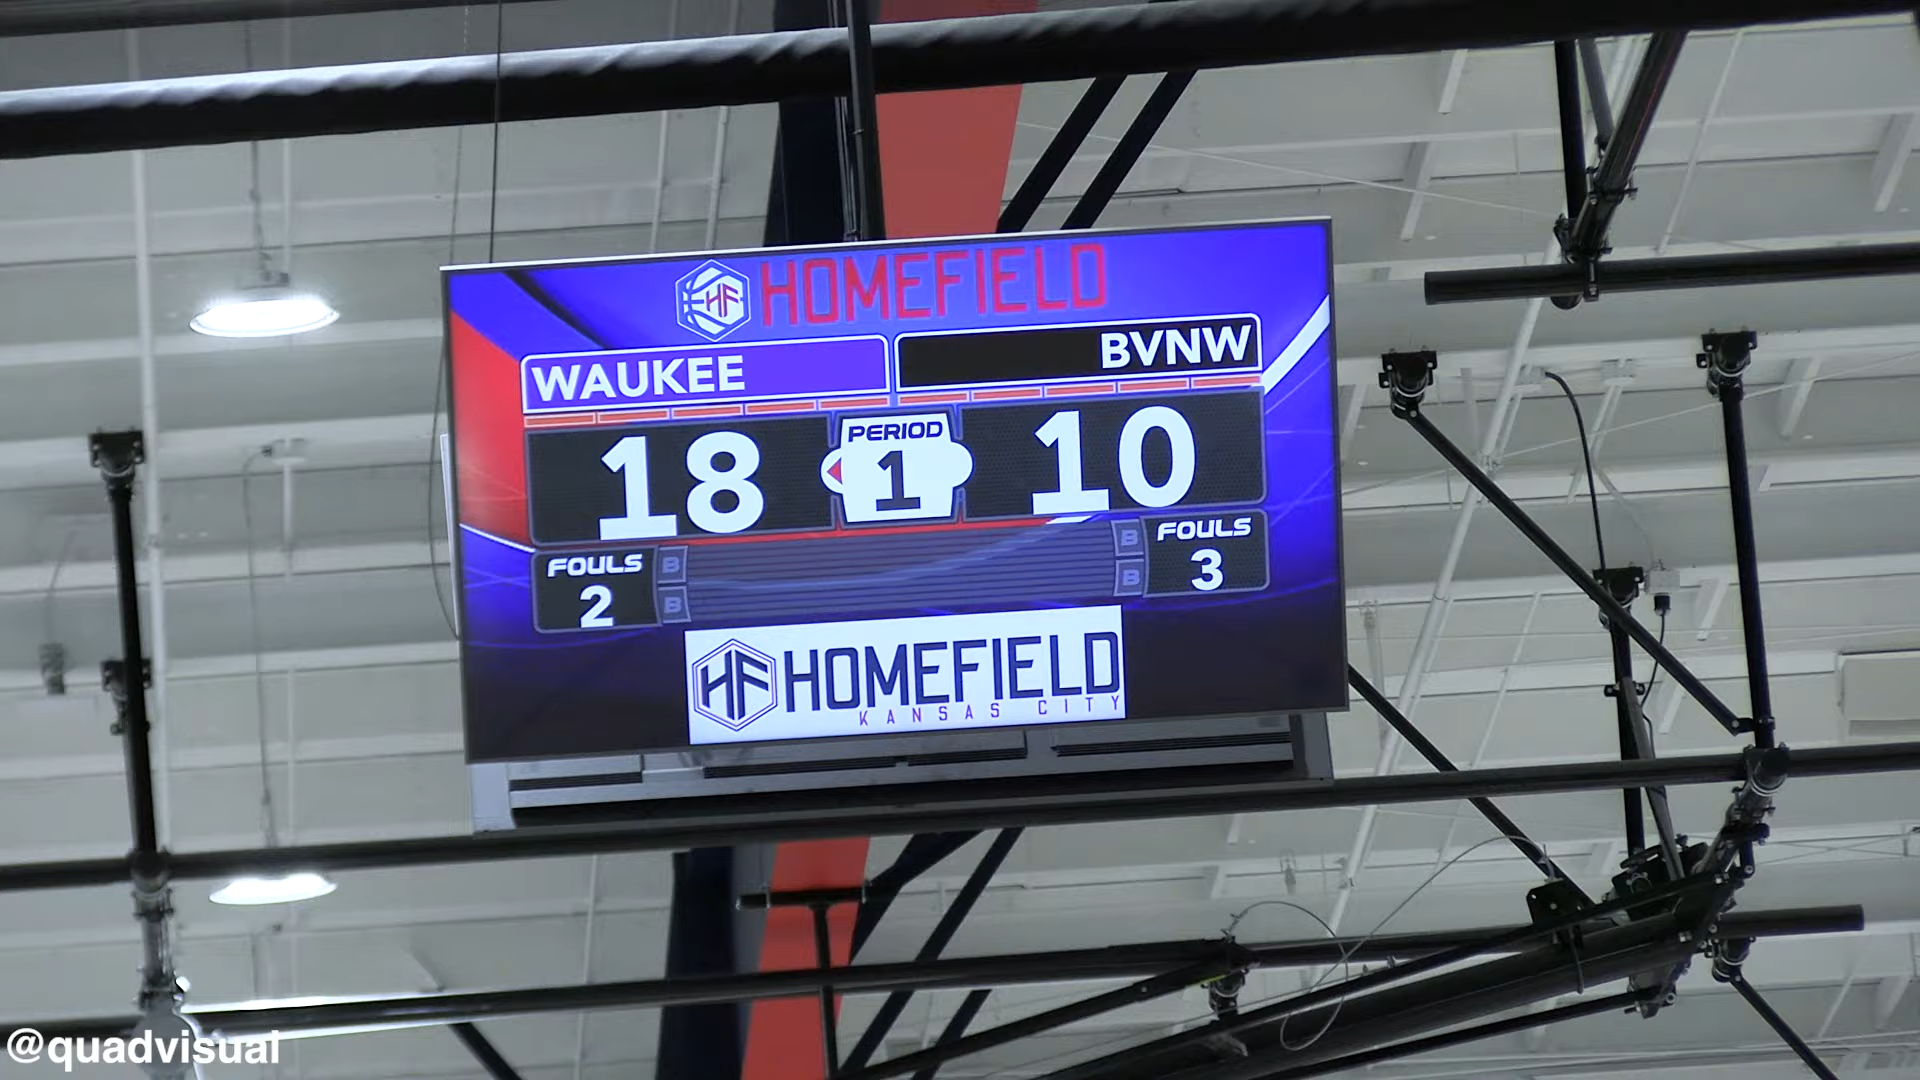 HF HOMEFIELD
WAUKEE
BVNW
18
PERIOD
1
10
FOULS
2
B
B
B
B
FOULS
3
HF HOMEFIELD
KANSAS CITY
@quadvisual